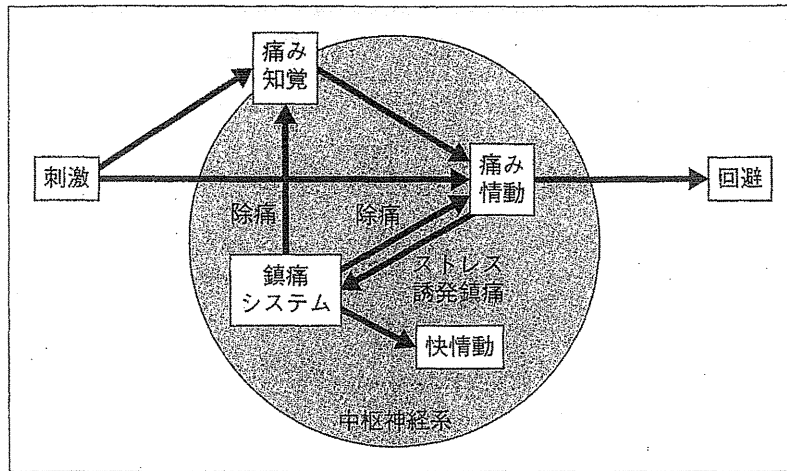 痛み
知覚
刺激
痛み
情動
回避
除痛
除痛
鎮痛
システム
ストレス
誘発鎮痛
快情動
中枢神経系